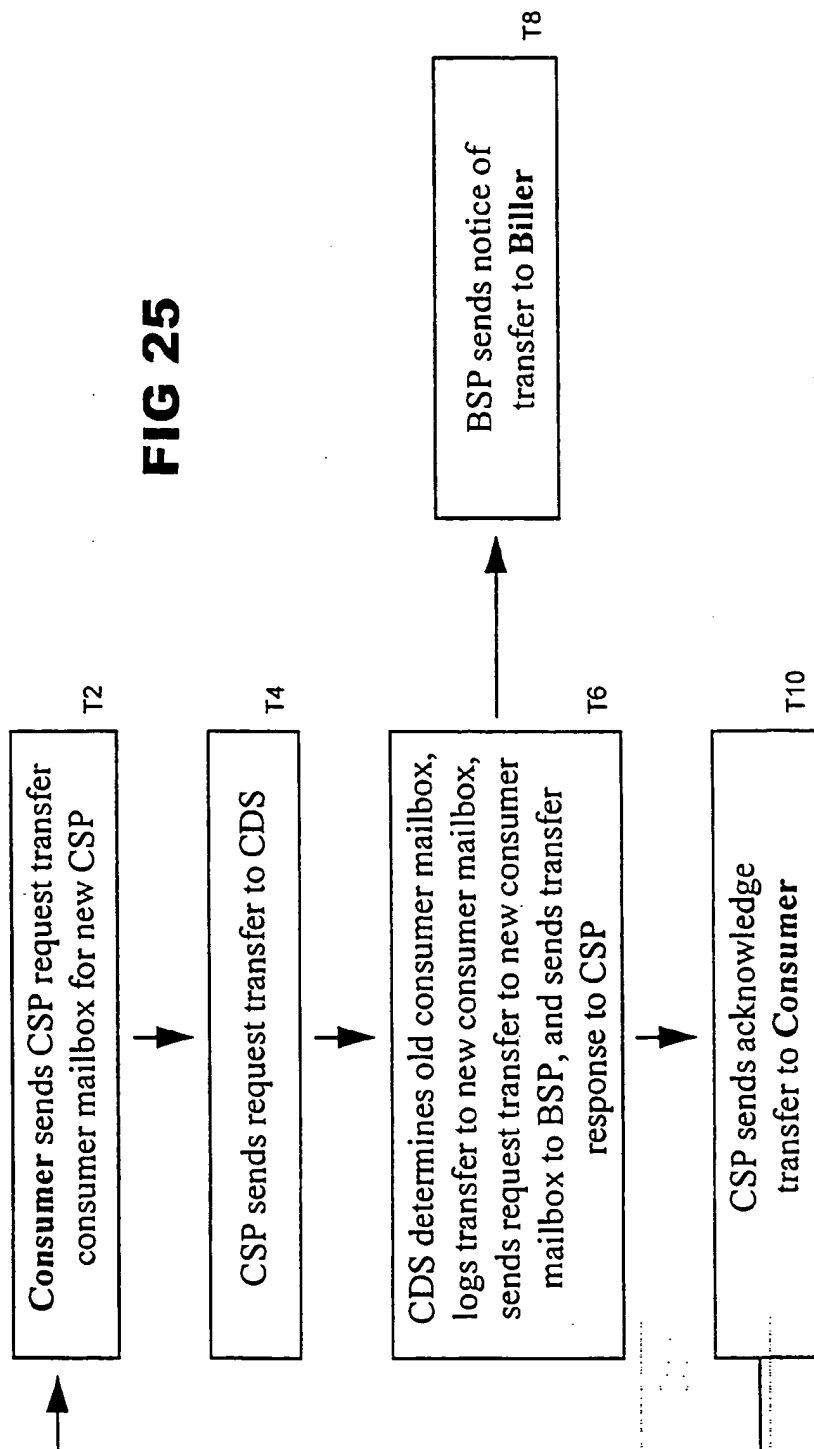 FIG 25
Consumer sends CSP request transfer
consumer mailbox for new CSP
T2
CSP sends request transfer to CDS
T4
CDS determines old consumer mailbox,
logs transfer to new consumer mailbox,
sends request transfer to new consumer
mailbox to BSP, and sends transfer
response to CSP
T6
BSP sends notice of
transfer to Biller
T8
CSP sends acknowledge
transfer to Consumer
T10